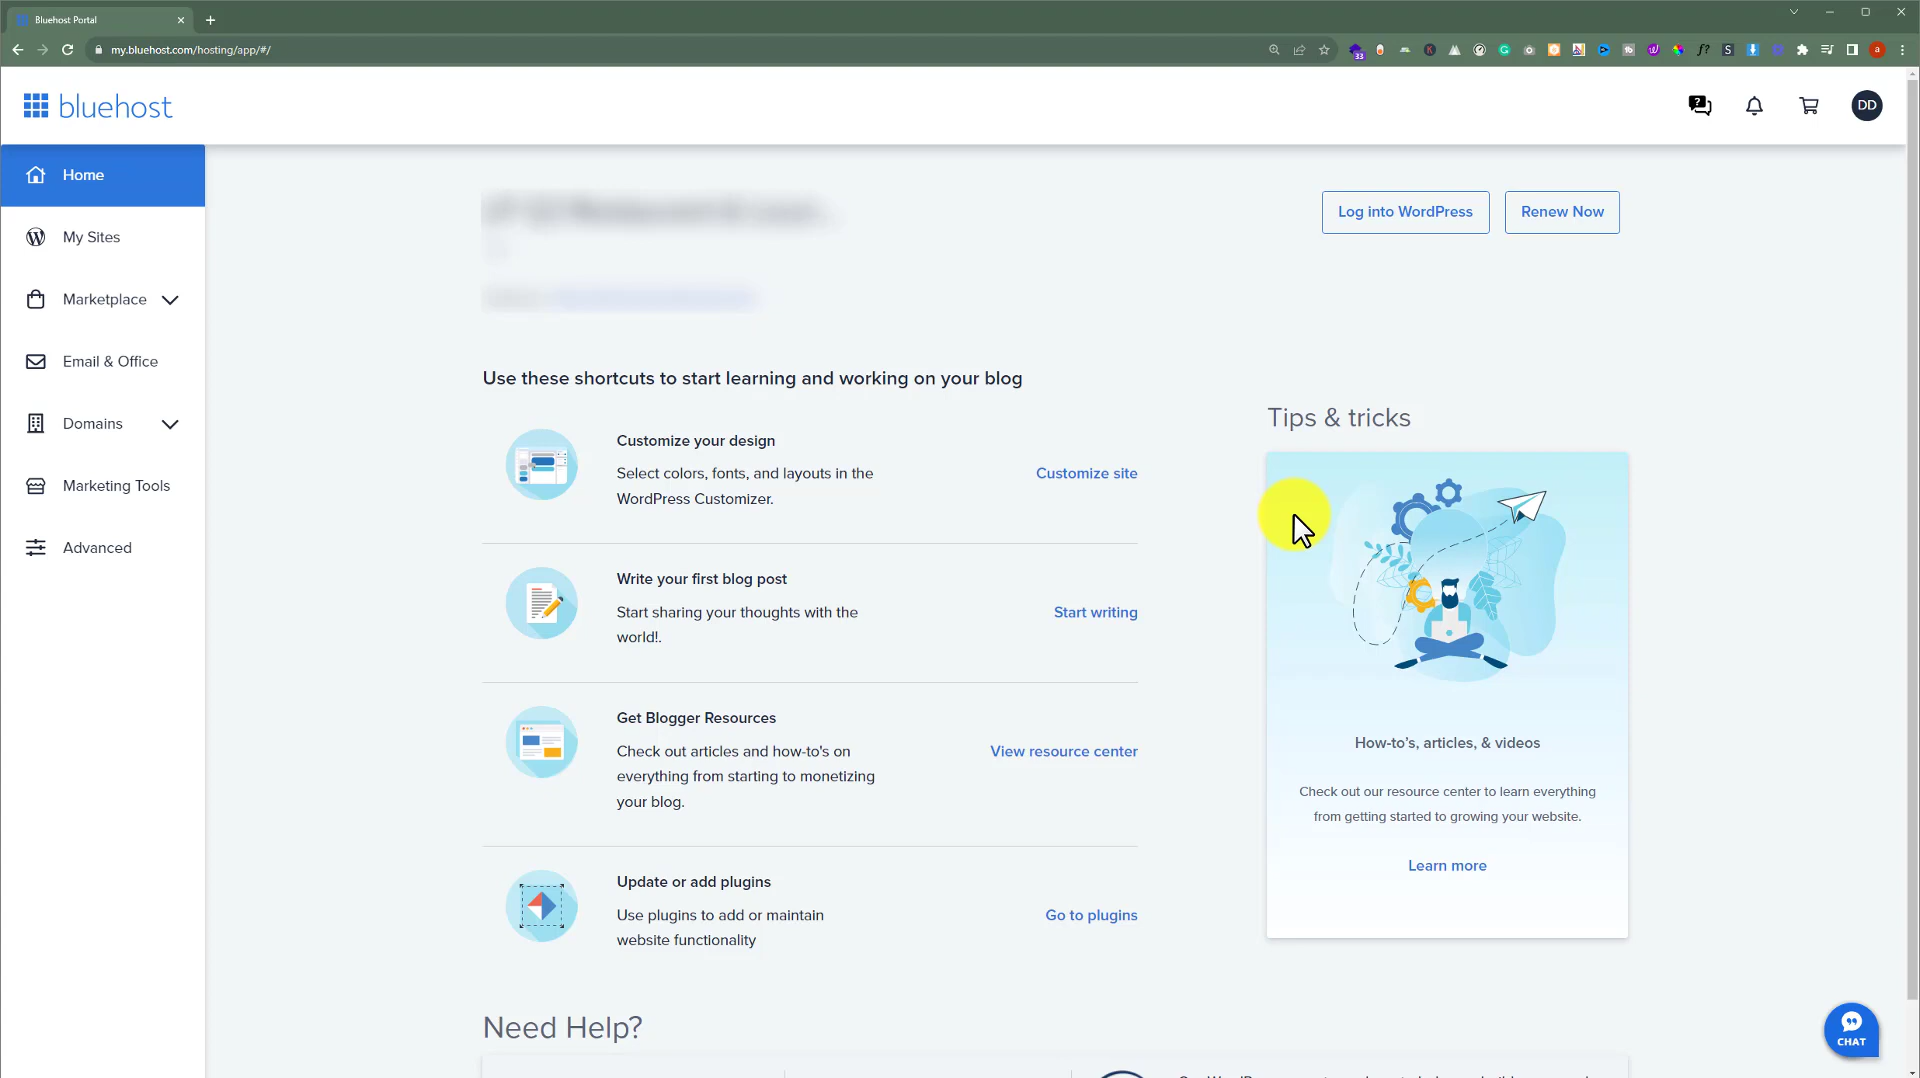 Bluehost Portal
my.bluehost.com/hosting/app/#/
33
a
bluehost
DD
Home
My Sites
Marketplace
Email & Office
Domains
Marketing Tools
Advanced
Log into WordPress
Renew Now
Use these shortcuts to start learning and working on your blog
Customize your design
Select colors, fonts, and layouts in the
WordPress Customizer.
Customize site
Write your first blog post
Start sharing your thoughts with the
world!.
Start writing
Get Blogger Resources
Check out articles and how-to's on
everything from starting to monetizing
your blog.
View resource center
Update or add plugins
Use plugins to add or maintain
website functionality
Go to plugins
Tips & tricks
How-to's, articles, & videos
Check out our resource center to learn everything
from getting started to growing your website.
Learn more
Need Help?
CHAT